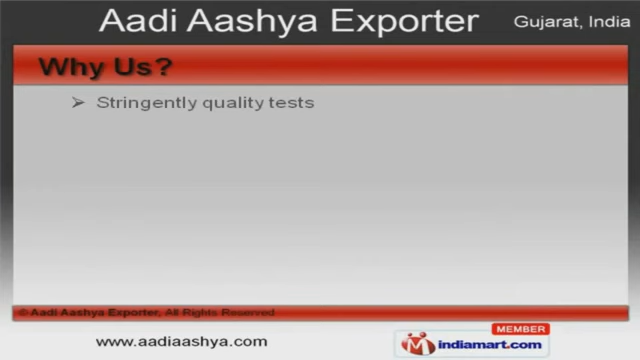 Aadi Aashya Exporter
Gujarat, India
Why Us?
➢ Stringently quality tests
© Aadi Aashya Exporter, All Rights Reserved
www.aadiaashya.com
MEMBER
indiamart.com